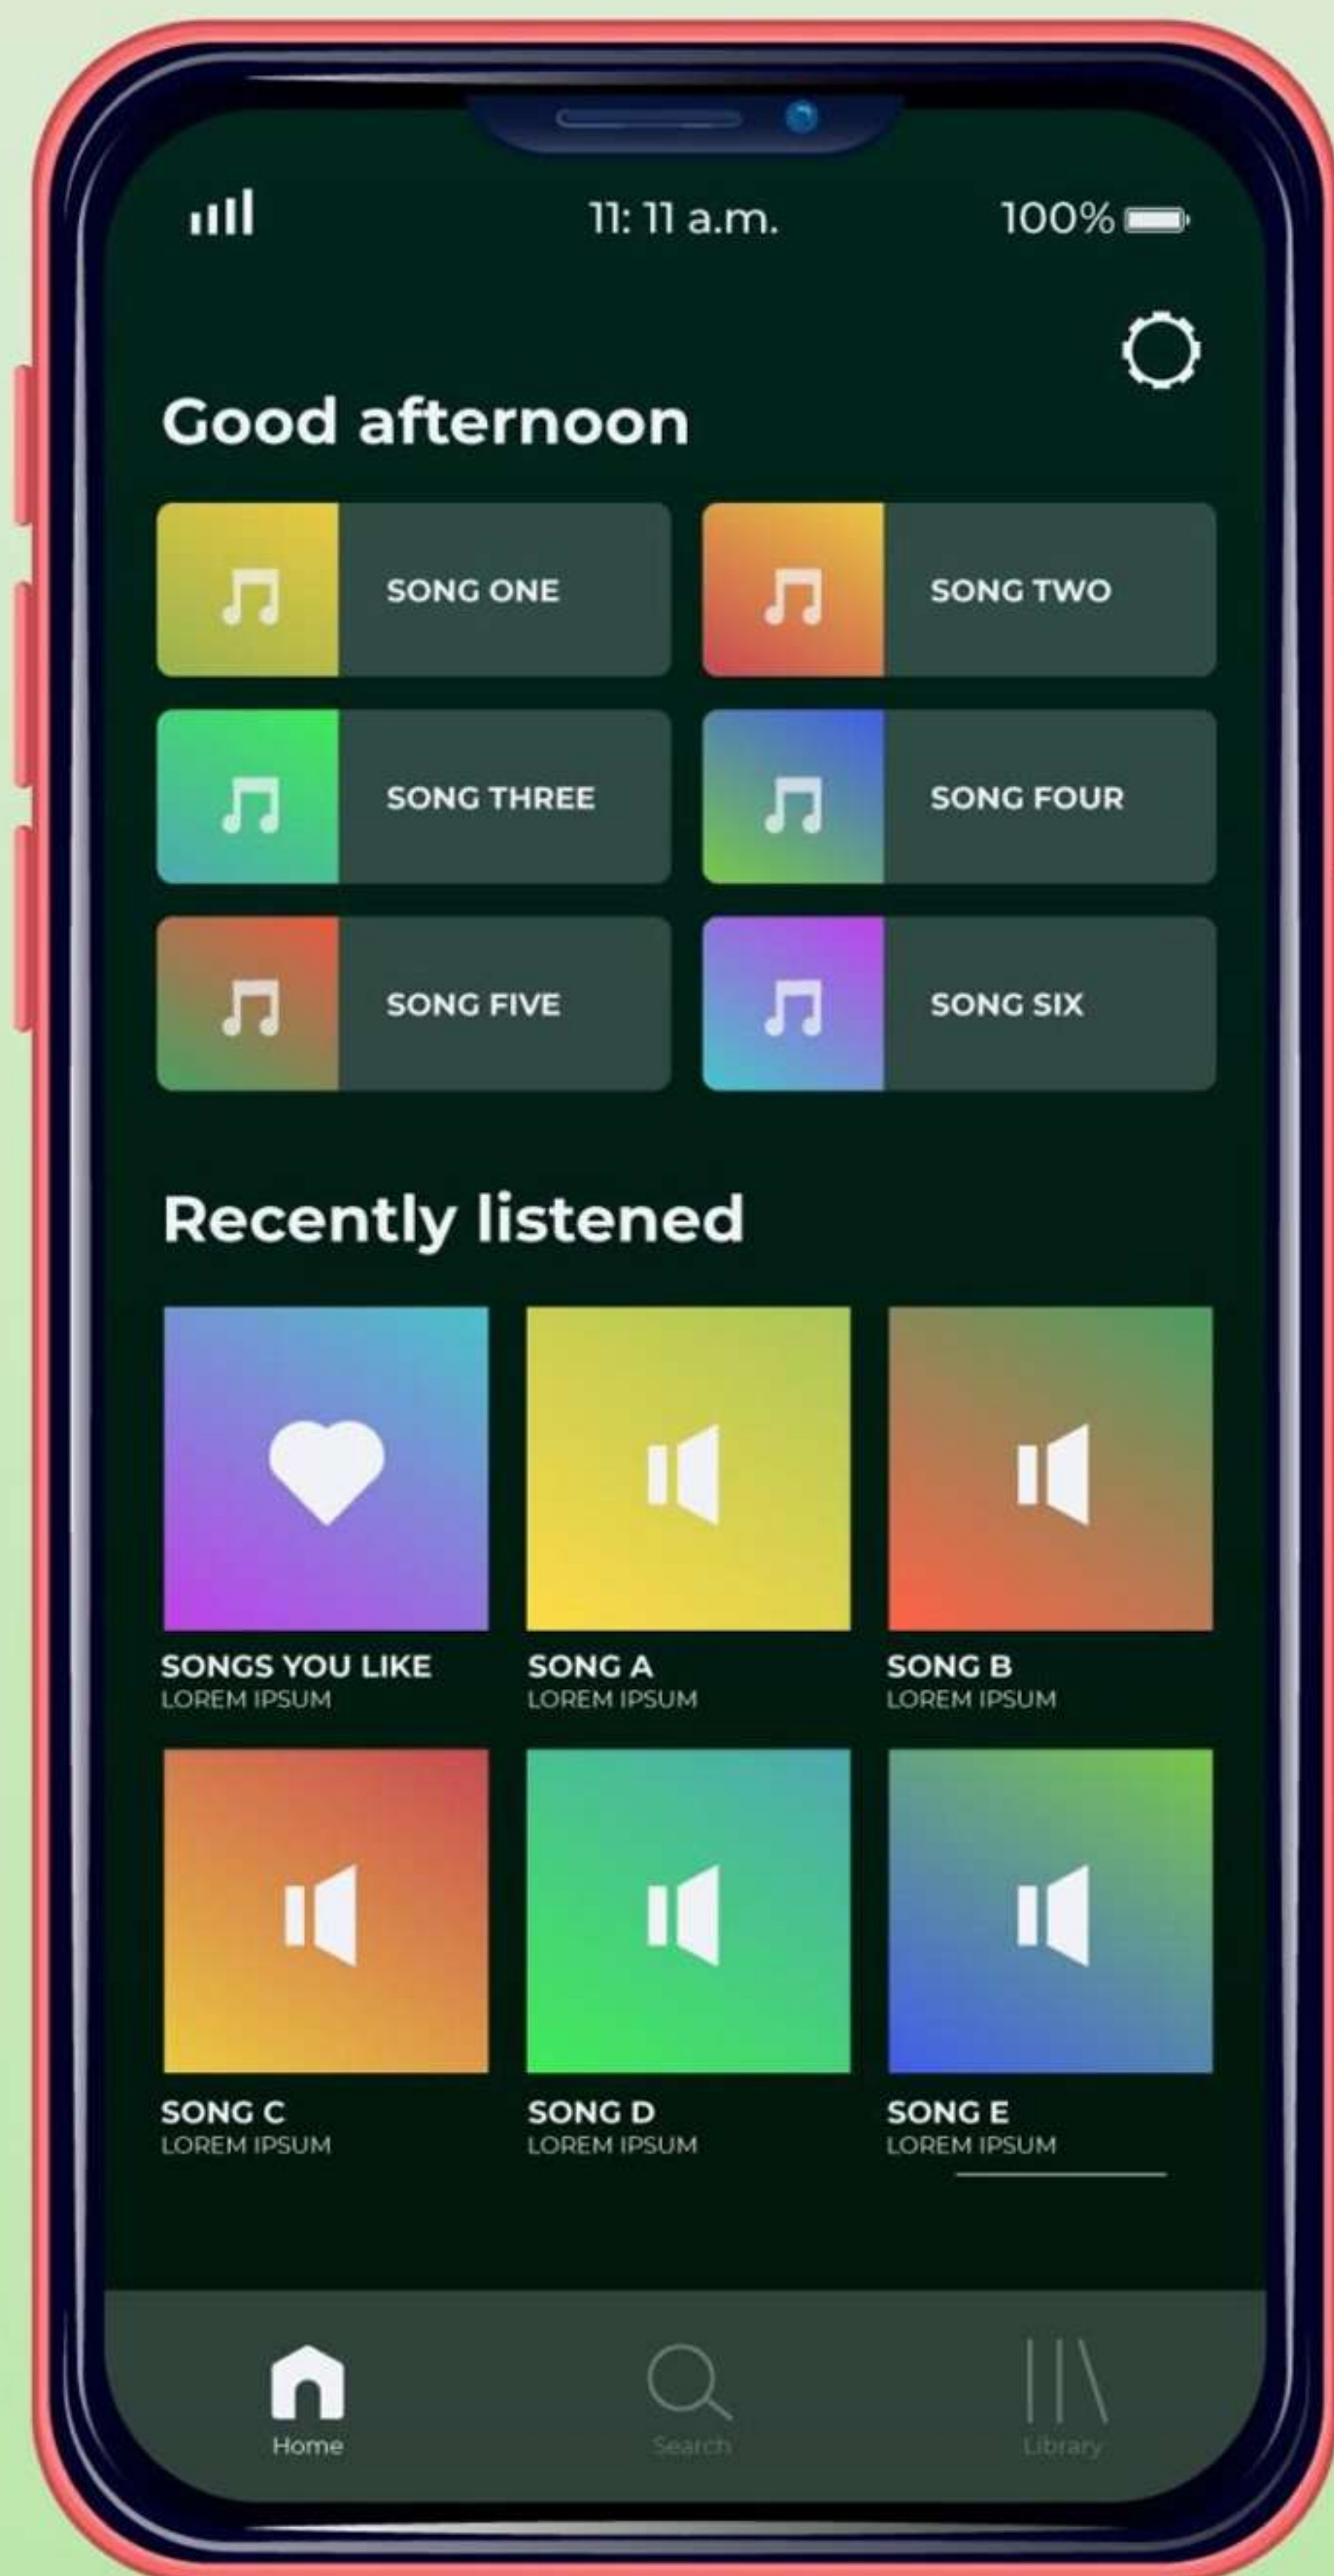 11: 11 a.m. 100%
Good afternoon
SONG ONE SONG TWO
SONG THREE SONG FOUR
SONG FIVE SONG SIX
Recently listened
SONGS YOU LIKE SONG A SONG B
LOREM IPSUM LOREM IPSUM LOREM IPSUM
SONG C SONG D SONG E
LOREM IPSUM LOREM IPSUM LOREM IPSUM
Home Search Library